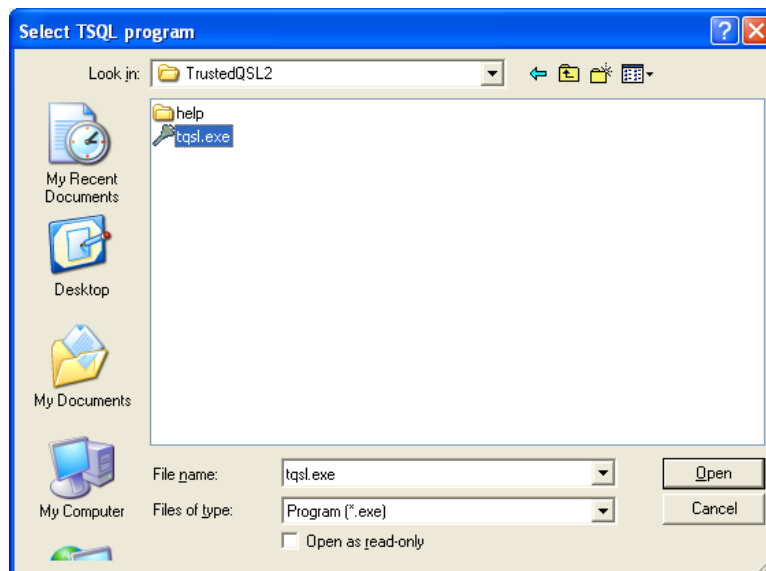 Select TSQL program
Look in: TrustedQSL2
help
tqsl.exe
My Recent
Documents
Desktop
My Documents
My Computer
File name: tqsl.exe Open
Files of type: Program (*.exe) Cancel
Open as read-only